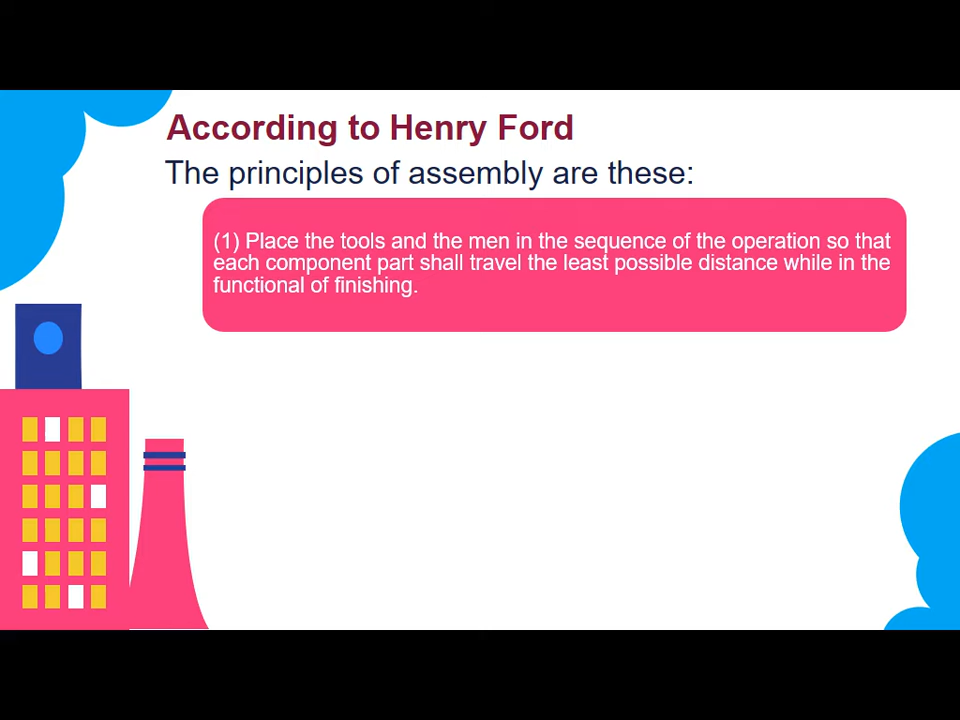 According to Henry Ford
The principles of assembly are these:
(1) Place the tools and the men in the sequence of the operation so that
each component part shall travel the least possible distance while in the
functional of finishing.